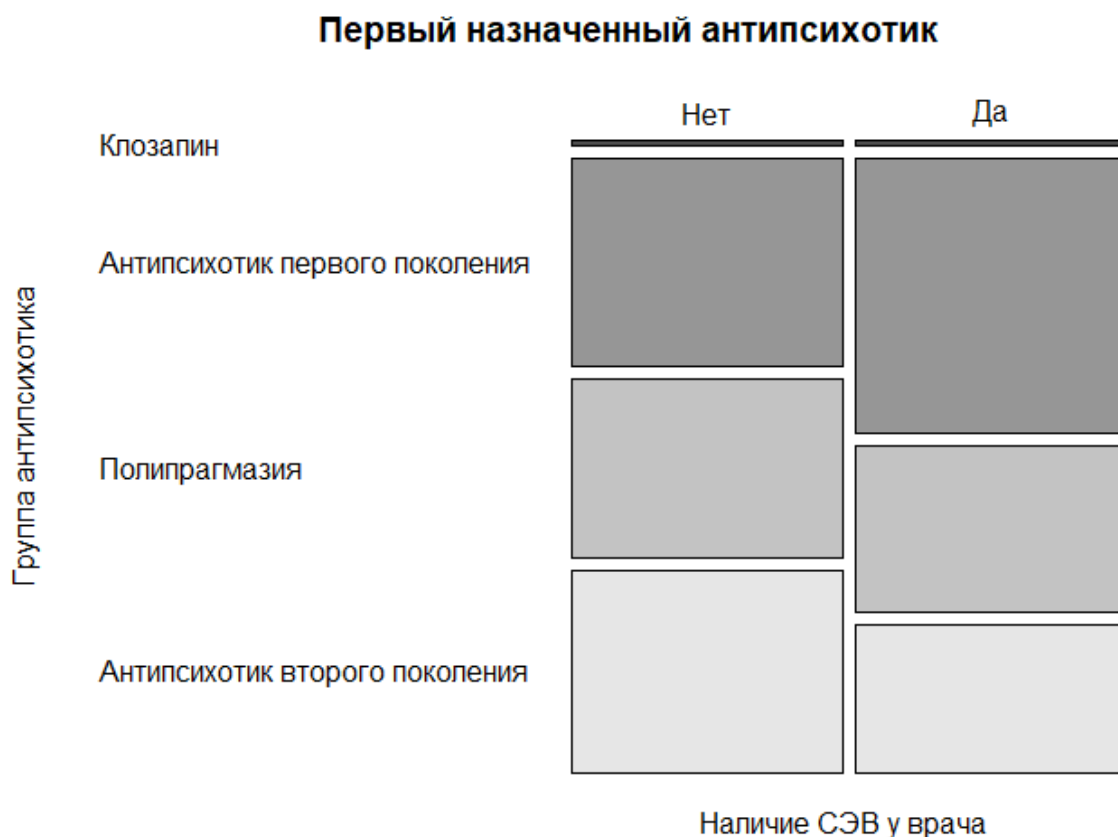 Первый назначенный антипсихотик
Нет
Да
Клозапин
Антипсихотик первого поколения
Полипрагмазия
Антипсихотик второго поколения
Группа антипсихотика
Наличие СЭВ у врача